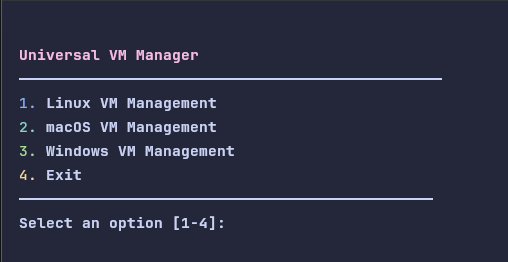 Universal VM Manager
1. Linux VM Management
2. macOS VM Management
3. Windows VM Management
4. Exit
Select an option [1-4]: